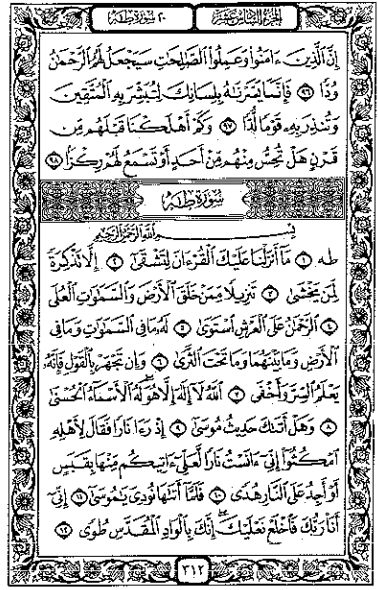 الجزء السادس عشر
٢٠ سورة طه
إِنَّ الَّذِينَ ءَامَنُوا وَعَمِلُوا الصَّٰلِحَٰتِ سَيَجْعَلُ لَهُمُ الرَّحْمَٰنُ
وُدًّا ٩٦ فَإِنَّمَا يَسَّرْنَٰهُ بِلِسَانِكَ لِتُبَشِّرَ بِهِ الْمُتَّقِينَ
وَتُنذِرَ بِهِ قَوْمًا لُّدًّا ٩٧ وَكَمْ أَهْلَكْنَا قَبْلَهُم مِّن
قَرْنٍ هَلْ تُحِسُّ مِنْهُم مِّنْ أَحَدٍ أَوْ تَسْمَعُ لَهُمْ رِكْزًا ٩٨
سُورَةُ طه
بِسْمِ اللَّهِ الرَّحْمَٰنِ الرَّحِيمِ
طه ١ مَا أَنزَلْنَا عَلَيْكَ الْقُرْءَانَ لِتَشْقَىٰ ٢ إِلَّا تَذْكِرَةً
لِّمَن يَخْشَىٰ ٣ تَنزِيلًا مِّمَّنْ خَلَقَ الْأَرْضَ وَالسَّمَٰوَٰتِ الْعُلَى
٤ الرَّحْمَٰنُ عَلَى الْعَرْشِ اسْتَوَىٰ ٥ لَهُ مَا فِي السَّمَٰوَٰتِ وَمَا فِي
الْأَرْضِ وَمَا بَيْنَهُمَا وَمَا تَحْتَ الثَّرَىٰ ٦ وَإِن تَجْهَرْ بِالْقَوْلِ فَإِنَّهُ
يَعْلَمُ السِّرَّ وَأَخْفَى ٧ اللَّهُ لَا إِلَٰهَ إِلَّا هُوَ لَهُ الْأَسْمَاءُ الْحُسْنَىٰ
٨ وَهَلْ أَتَىٰكَ حَدِيثُ مُوسَىٰ ٩ إِذْ رَءَا نَارًا فَقَالَ لِأَهْلِهِ
امْكُثُوا إِنِّي ءَانَسْتُ نَارًا لَّعَلِّي ءَاتِيكُم مِّنْهَا بِقَبَسٍ
أَوْ أَجِدُ عَلَى النَّارِ هُدًى ١٠ فَلَمَّا أَتَىٰهَا نُودِيَ يَٰمُوسَىٰ ١١ إِنِّي
أَنَا رَبُّكَ فَاخْلَعْ نَعْلَيْكَ إِنَّكَ بِالْوَادِ الْمُقَدَّسِ طُوًى ١٢
٣١٢